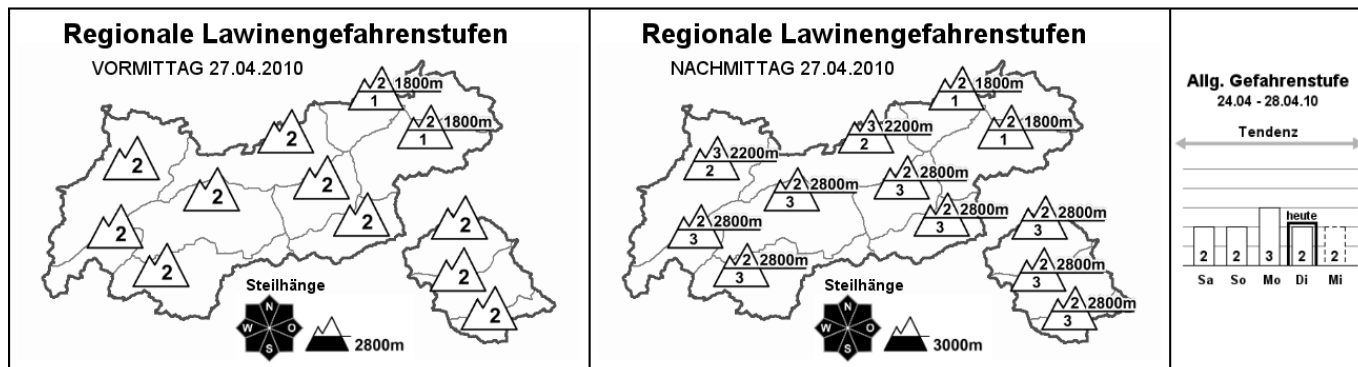 Regionale Lawinengefahrenstufen
VORMITTAG 27.04.2010
2 1800m
1
2 1800m
1
2
2
2
2
2
2
2
2
2
2
Steilhänge
N
W O
S
2800m
Regionale Lawinengefahrenstufen
NACHMITTAG 27.04.2010
2 1800m
1
2 1800m
1
3 2200m
2
3 2200m
2
2 2800m
3
2 2800m
3
2 2800m
3
2 2800m
3
2 2800m
3
2 2800m
3
2 2800m
3
2 2800m
3
Steilhänge
N
W O
S
3000m
Allg. Gefahrenstufe
24.04 - 28.04.10
Tendenz
heute
2 2 3 2 2
Sa So Mo Di Mi